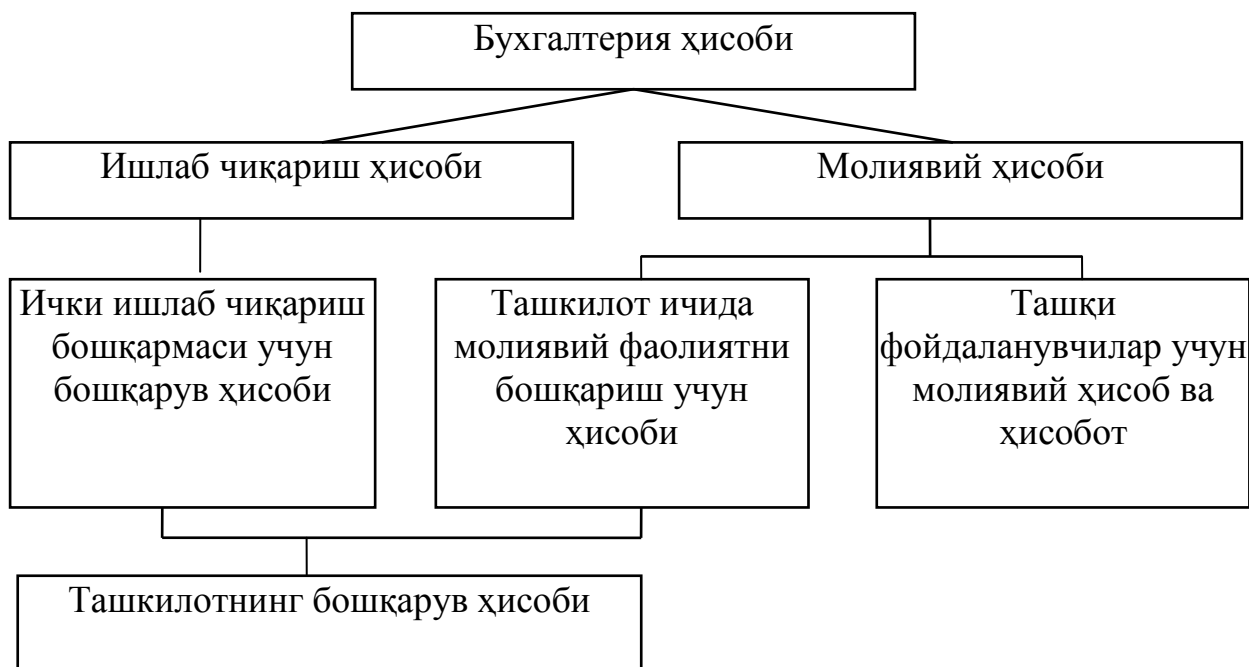 Бухгалтерия ҳисоби
Ишлаб чиқариш ҳисоби
Молиявий ҳисоби
Ички ишлаб чиқариш
бошқармаси учун
бошқарув ҳисоби
Ташкилот ичида
молиявий фаолиятни
бошқариш учун
ҳисоби
Ташқи
фойдаланувчилар учун
молиявий ҳисоб ва
ҳисобот
Ташкилотнинг бошқарув ҳисоби